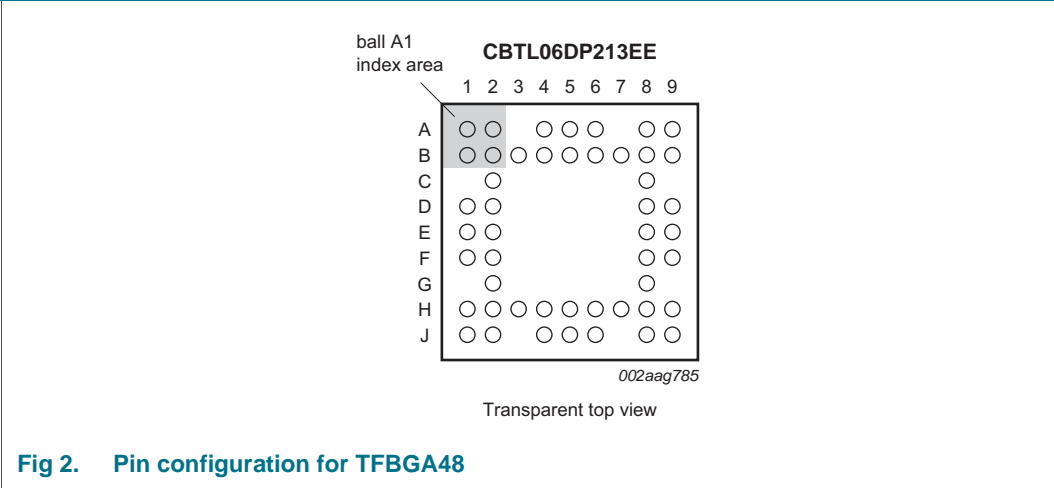 ball A1
index area
CBTL06DP213EE
1 2 3 4 5 6 7 8 9
A
B
C
D
E
F
G
H
J
002aag785
Transparent top view
Fig 2. Pin configuration for TFBGA48